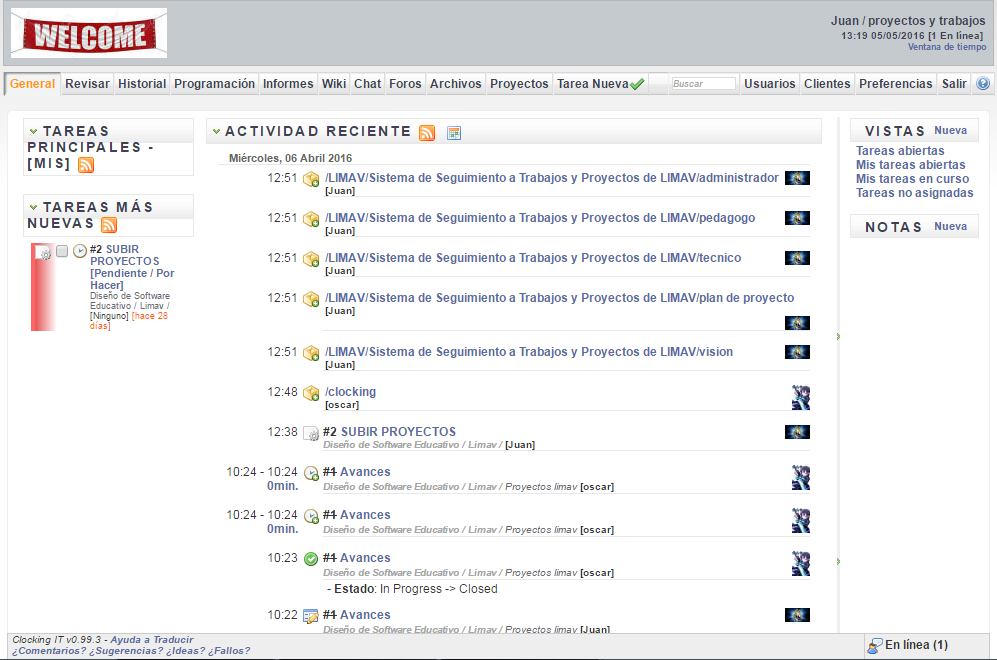 WELCOME
Juan / proyectos y trabajos
13:19 05/05/2016 [1 En línea]
Ventana de tiempo
General Revisar Historial Programación Informes Wiki Chat Foros Archivos Proyectos Tarea Nueva Buscar Usuarios Clientes Preferencias Salir
TAREAS
PRINCIPALES -
[MIS]
TAREAS MÁS
NUEVAS
#2 SUBIR
PROYECTOS
[Pendiente / Por
Hacer]
Diseño de Software
Educativo / Limav /
[Ninguno] [hace 28
días]
ACTIVIDAD RECIENTE
Miércoles, 06 Abril 2016
12:51 /LIMAV/Sistema de Seguimiento a Trabajos y Proyectos de LIMAV/administrador
[Juan]
12:51 /LIMAV/Sistema de Seguimiento a Trabajos y Proyectos de LIMAV/pedagogo
[Juan]
12:51 /LIMAV/Sistema de Seguimiento a Trabajos y Proyectos de LIMAV/tecnico
[Juan]
12:51 /LIMAV/Sistema de Seguimiento a Trabajos y Proyectos de LIMAV/plan de proyecto
[Juan]
12:51 /LIMAV/Sistema de Seguimiento a Trabajos y Proyectos de LIMAV/vision
[Juan]
12:48 /clocking
[oscar]
12:38 #2 SUBIR PROYECTOS
Diseño de Software Educativo / Limav / [Juan]
10:24 - 10:24 #1 Avances
0min. Diseño de Software Educativo / Limav / Proyectos limav [oscar]
10:24 - 10:24 #1 Avances
0min. Diseño de Software Educativo / Limav / Proyectos limav [oscar]
10:23 #1 Avances
Diseño de Software Educativo / Limav / Proyectos limav [oscar]
- Estado: In Progress -> Closed
10:22 #1 Avances
Diseño de Software Educativo / Limav / Proyectos limav [Juan]
VISTAS Nueva
Tareas abiertas
Mis tareas abiertas
Mis tareas en curso
Tareas no asignadas
NOTAS Nueva
Clocking IT v0.99.3 - Ayuda a Traducir
¿Comentarios? ¿Sugerencias? ¿Ideas? ¿Fallos?
En línea (1)